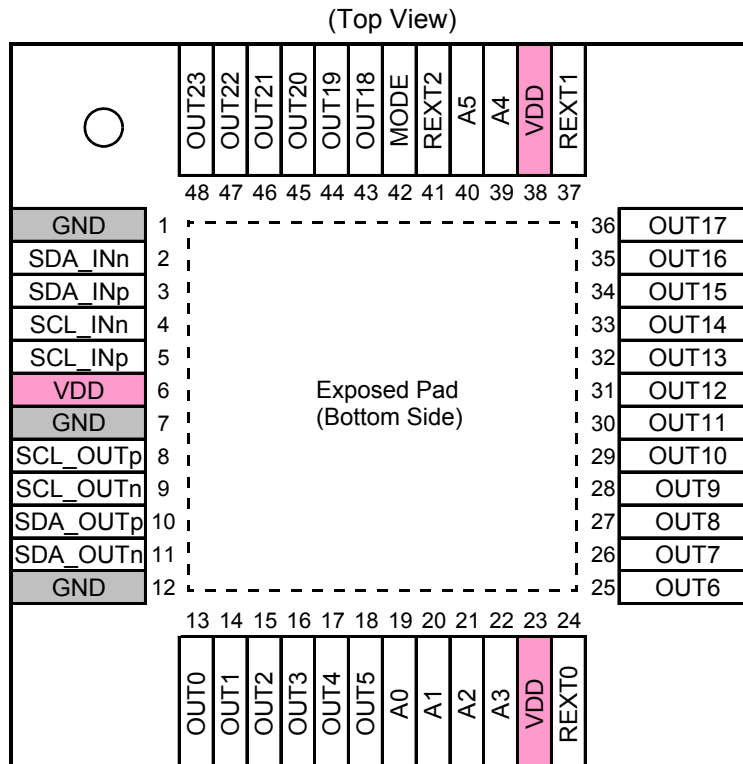 (Top View)
OUT23 OUT22 OUT21 OUT20 OUT19 OUT18 MODE REXT2 A5 A4 VDD REXT1
48 47 46 45 44 43 42 41 40 39 38 37
GND 1 36 OUT17
SDA_INn 2 35 OUT16
SDA_INp 3 34 OUT15
SCL_INn 4 33 OUT14
SCL_INp 5 32 OUT13
VDD 6 Exposed Pad 31 OUT12
GND 7 (Bottom Side) 30 OUT11
SCL_OUTp 8 29 OUT10
SCL_OUTn 9 28 OUT9
SDA_OUTp 10 27 OUT8
SDA_OUTn 11 26 OUT7
GND 12 25 OUT6
13 14 15 16 17 18 19 20 21 22 23 24
OUT0 OUT1 OUT2 OUT3 OUT4 OUT5 A0 A1 A2 A3 VDD REXT0